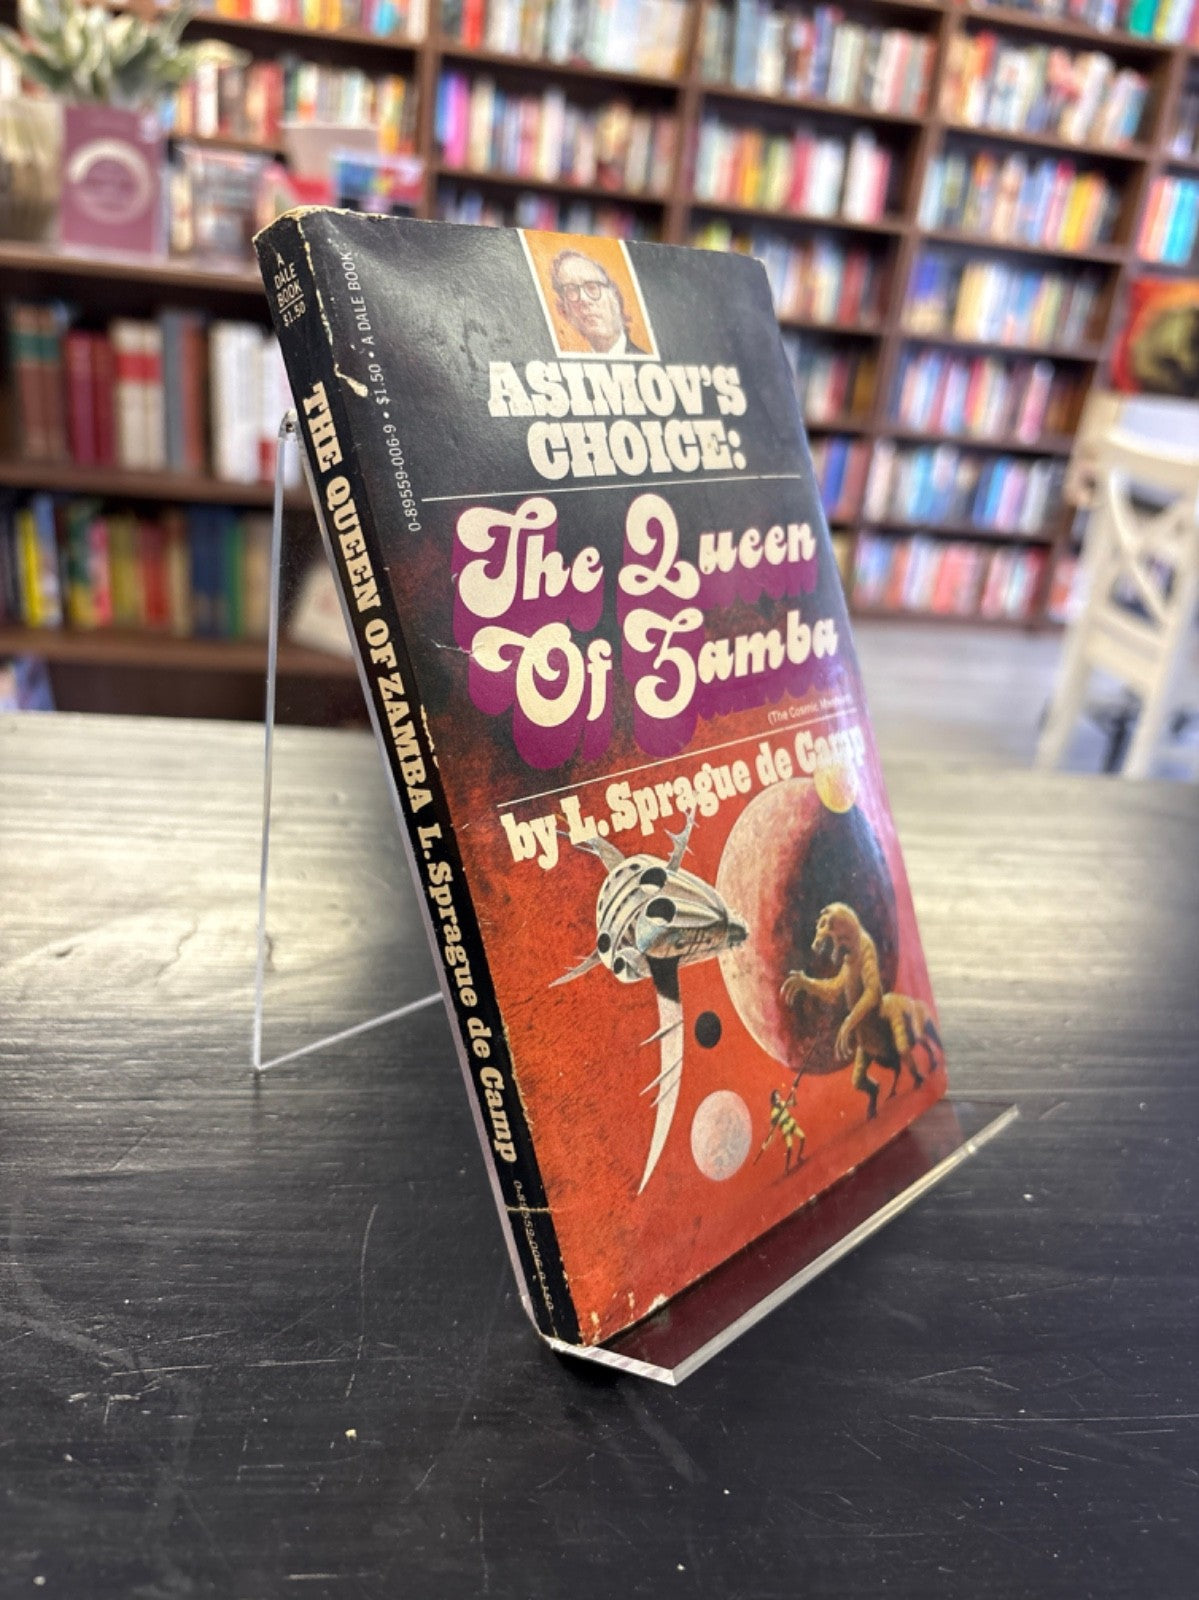 A
DALE
BOOK
$1.50
THE QUEEN OF ZAMBA L. Sprague de Camp
0-89559-006-9 • $1.50 • A DALE BOOK
ASIMOV'S
CHOICE:
The Queen
Of Zamba
(The Cosmic
by L. Sprague de Camp